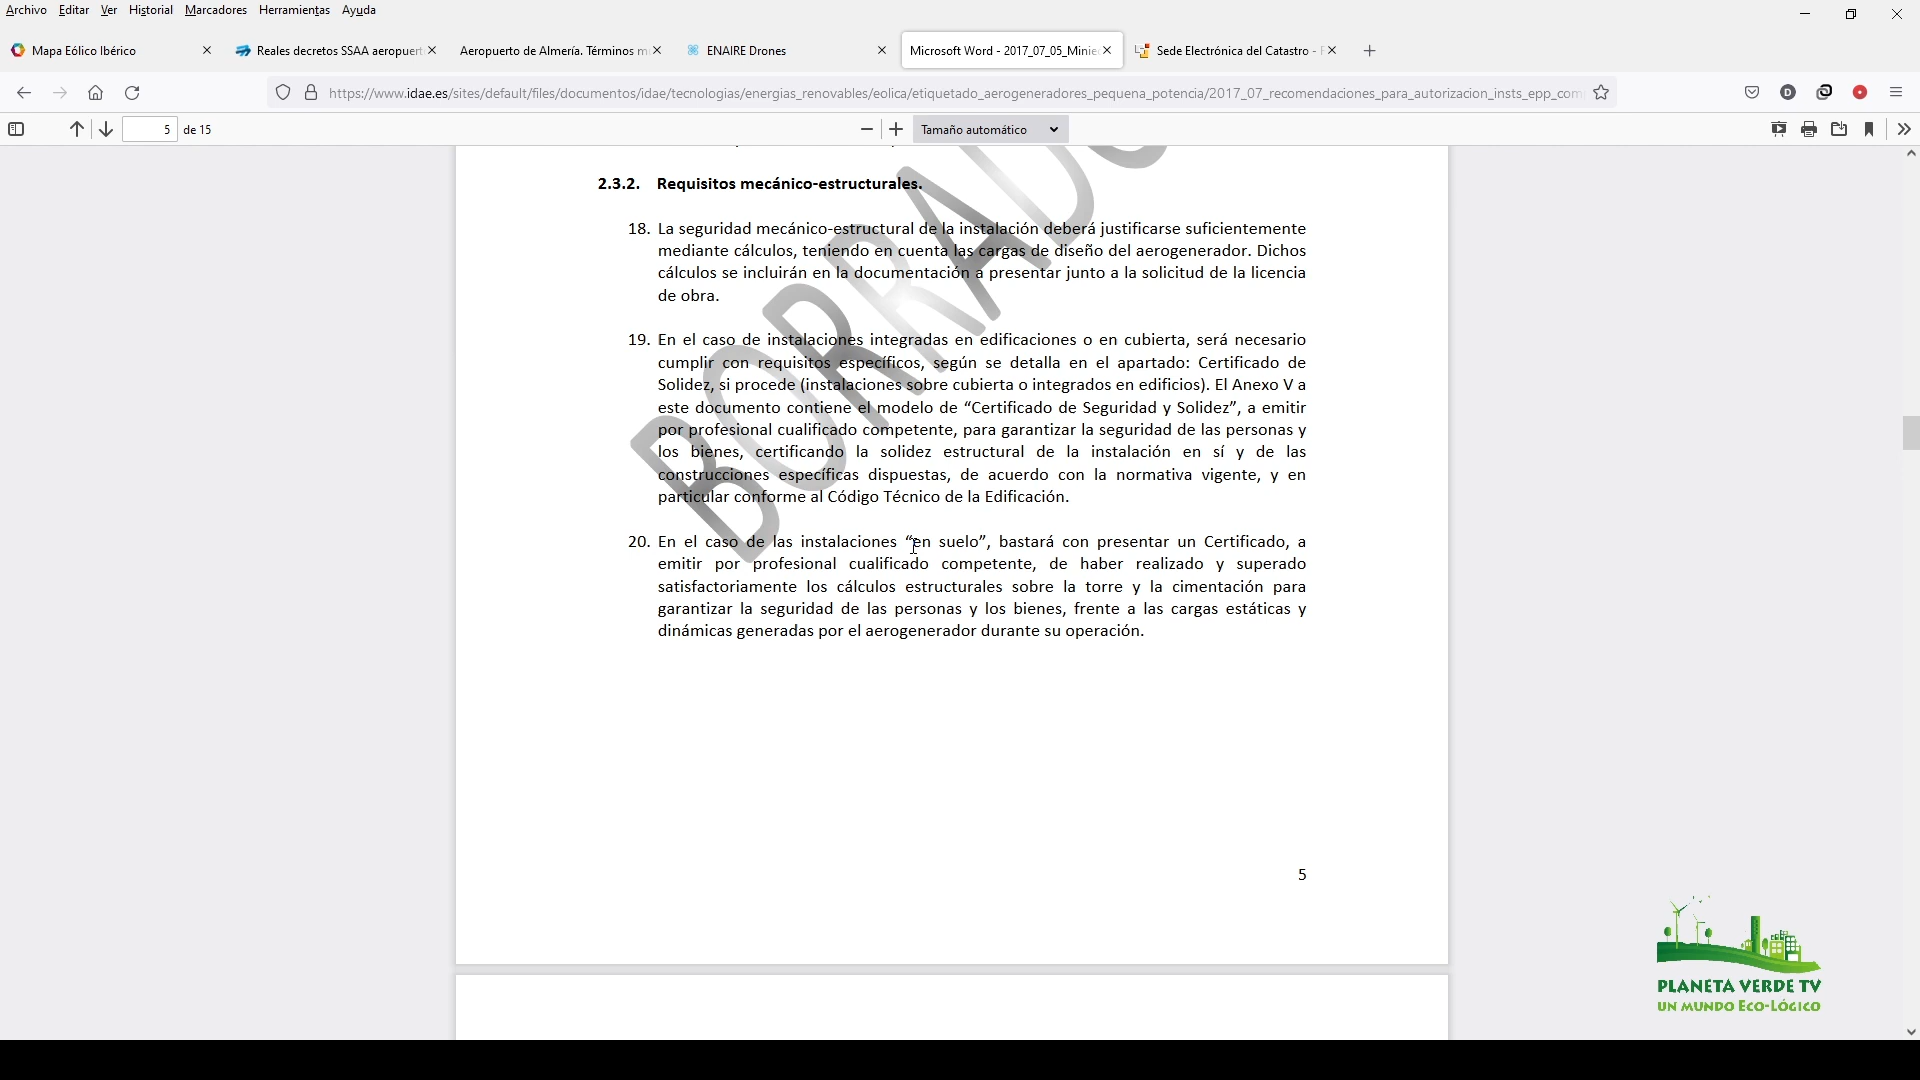 Archivo Editar Ver Historial Marcadores Herramientas Ayuda
Mapa Eólico Ibérico
Reales decretos SSAA aeropuert
Aeropuerto de Almería. Términos m
ENAIRE Drones
Microsoft Word - 2017_07_05_Minie
Sede Electrónica del Catastro -
https://www.idae.es/sites/default/files/documentos/idae/tecnologias/energias_renovables/eolica/etiquetado_aerogeneradores_pequena_potencia/2017_07_recomendaciones_para_autorizacion_insts_epp_com
5 de 15
Tamaño automático
BORRADO
2.3.2. Requisitos mecánico-estructurales.
18. La seguridad mecánico-estructural de la instalación deberá justificarse suficientemente
mediante cálculos, teniendo en cuenta las cargas de diseño del aerogenerador. Dichos
cálculos se incluirán en la documentación a presentar junto a la solicitud de la licencia
de obra.
19. En el caso de instalaciones integradas en edificaciones o en cubierta, será necesario
cumplir con requisitos específicos, según se detalla en el apartado: Certificado de
Solidez, si procede (instalaciones sobre cubierta o integrados en edificios). El Anexo V a
este documento contiene el modelo de “Certificado de Seguridad y Solidez”, a emitir
por profesional cualificado competente, para garantizar la seguridad de las personas y
los bienes, certificando la solidez estructural de la instalación en sí y de las
construcciones específicas dispuestas, de acuerdo con la normativa vigente, y en
particular conforme al Código Técnico de la Edificación.
20. En el caso de las instalaciones “en suelo”, bastará con presentar un Certificado, a
emitir por profesional cualificado competente, de haber realizado y superado
satisfactoriamente los cálculos estructurales sobre la torre y la cimentación para
garantizar la seguridad de las personas y los bienes, frente a las cargas estáticas y
dinámicas generadas por el aerogenerador durante su operación.
5
PLANETA VERDE TV
UN MUNDO ECO-LÓGICO